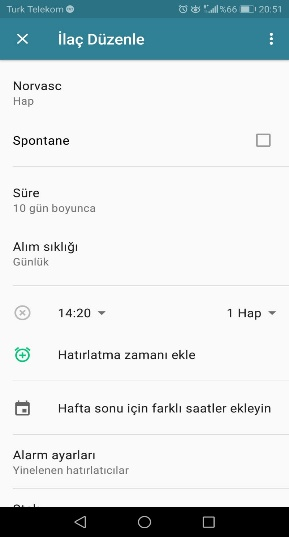 Turk Telekom
%66 20:51
İlaç Düzenle
Norvasc
Hap
Spontane
Süre
10 gün boyunca
Alım sıklığı
Günlük
14:20 1 Hap
Hatırlatma zamanı ekle
Hafta sonu için farklı saatler ekleyin
Alarm ayarları
Yinelenen hatırlatıcılar